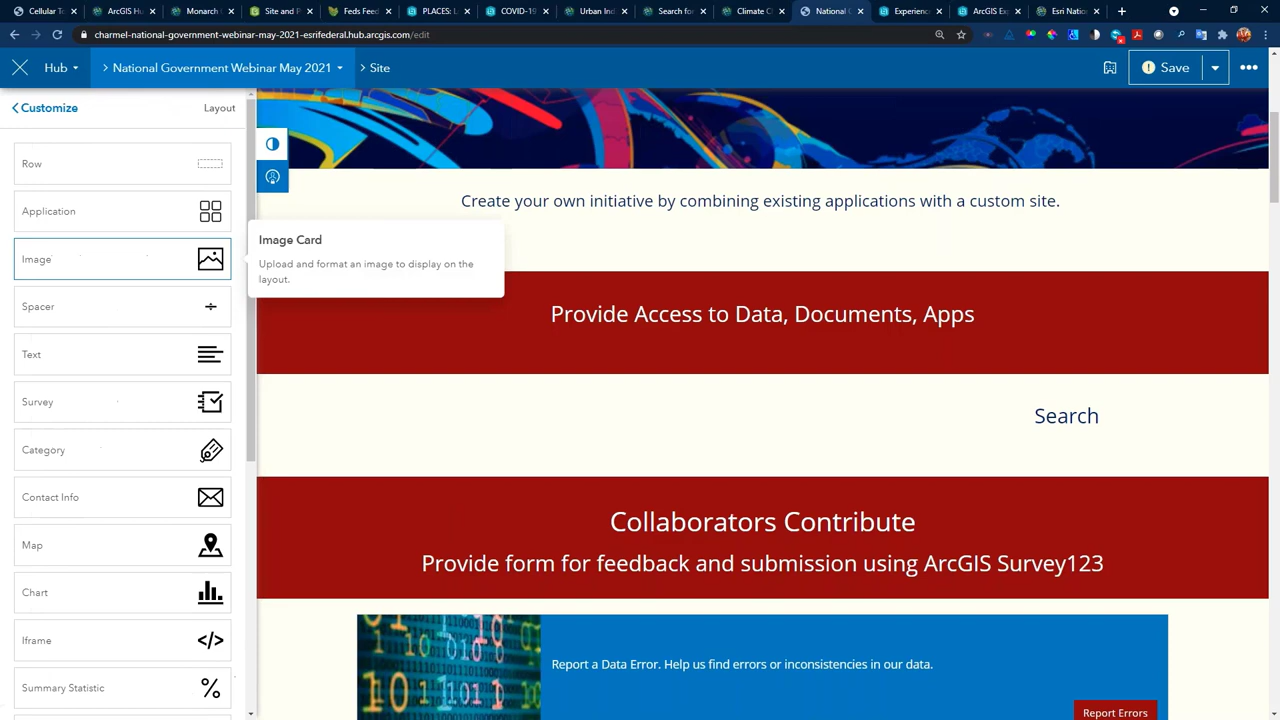 Cellular To
ArcGIS Hu
Monarch C
Site and P
Feds Feed
PLACES: L
COVID-19
Urban Ind
Search for
Climate Ch
National G
Experience
ArcGIS Exp
Esri Natio
charmel-national-government-webinar-may-2021-esrifederal.hub.arcgis.com/edit
Hub
National Government Webinar May 2021
Site
Save
Customize
Layout
Row
Application
Image
Spacer
Text
Survey
Category
Contact Info
Map
Chart
Iframe
Summary Statistic
Image Card
Upload and format an image to display on the
layout.
Create your own initiative by combining existing applications with a custom site.
Provide Access to Data, Documents, Apps
Search
Collaborators Contribute
Provide form for feedback and submission using ArcGIS Survey123
Report a Data Error. Help us find errors or inconsistencies in our data.
Report Errors